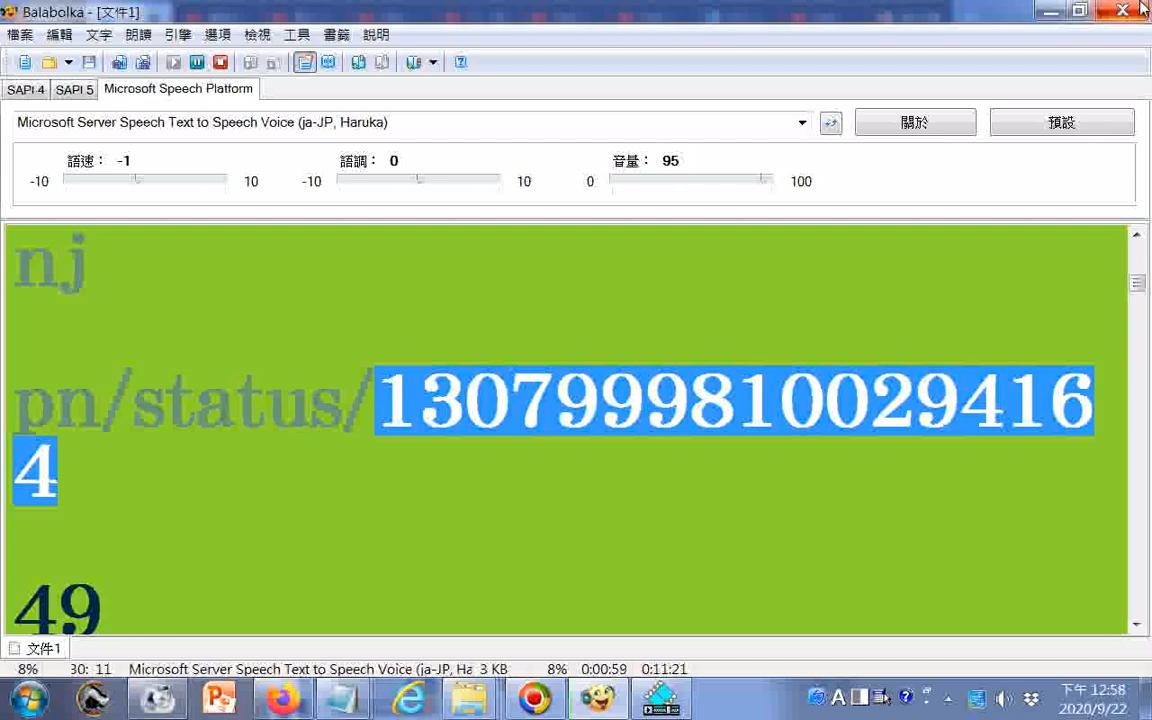 Balabolka - [文件1]
檔案 編輯 文字 朗讀 引擎 選項 檢視 工具 書籤 說明
SAPI 4 SAPI 5 Microsoft Speech Platform
Microsoft Server Speech Text to Speech Voice (ja-JP, Haruka) 關於 預設
語速： -1 語調： 0 音量： 95
-10 10 -10 10 0 100
nj
pn/status/130799981002941​6
4
49
文件1
8% 30: 11 Microsoft Server Speech Text to Speech Voice (ja-JP, Ha 3 KB 8% 0:00:59 0:11:21
A 下午 12:58
2020/9/22